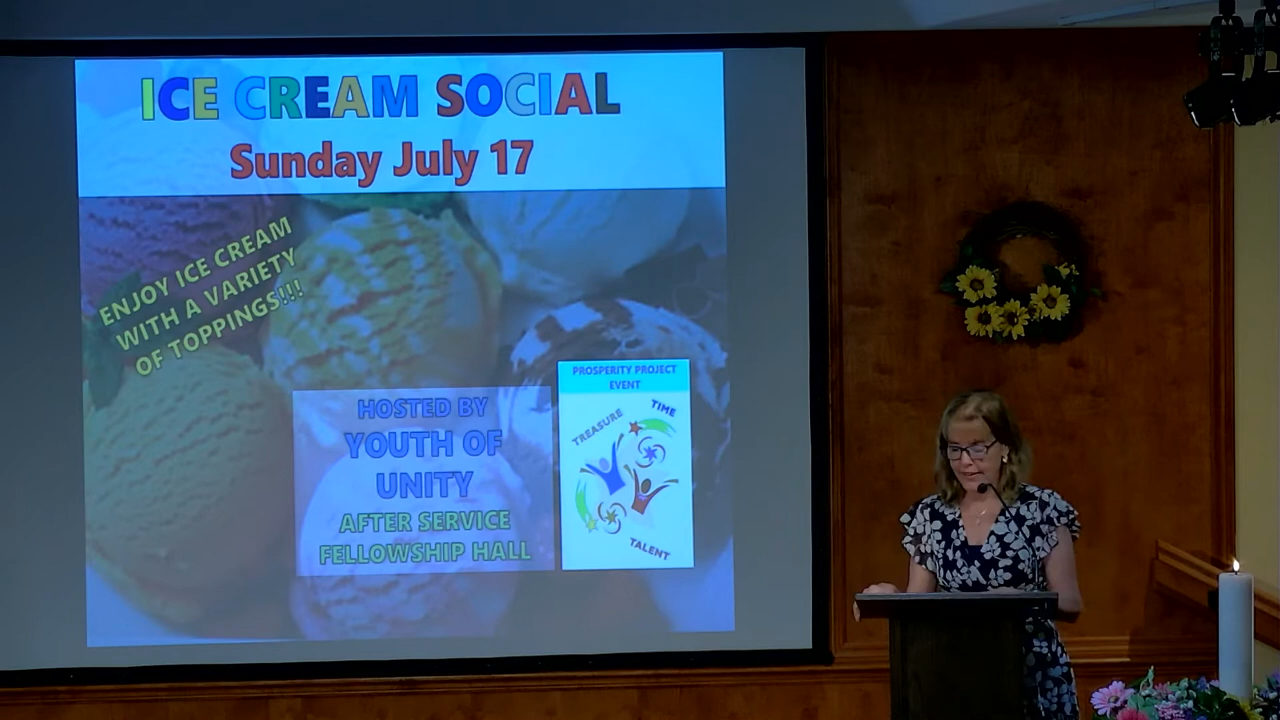 ICE CREAM SOCIAL
Sunday July 17
ENJOY ICE CREAM
WITH A VARIETY
OF TOPPINGS!!!
HOSTED BY
YOUTH OF
UNITY
AFTER SERVICE
FELLOWSHIP HALL
PROSPERITY PROJECT
EVENT
TREASURE
TIME
TALENT